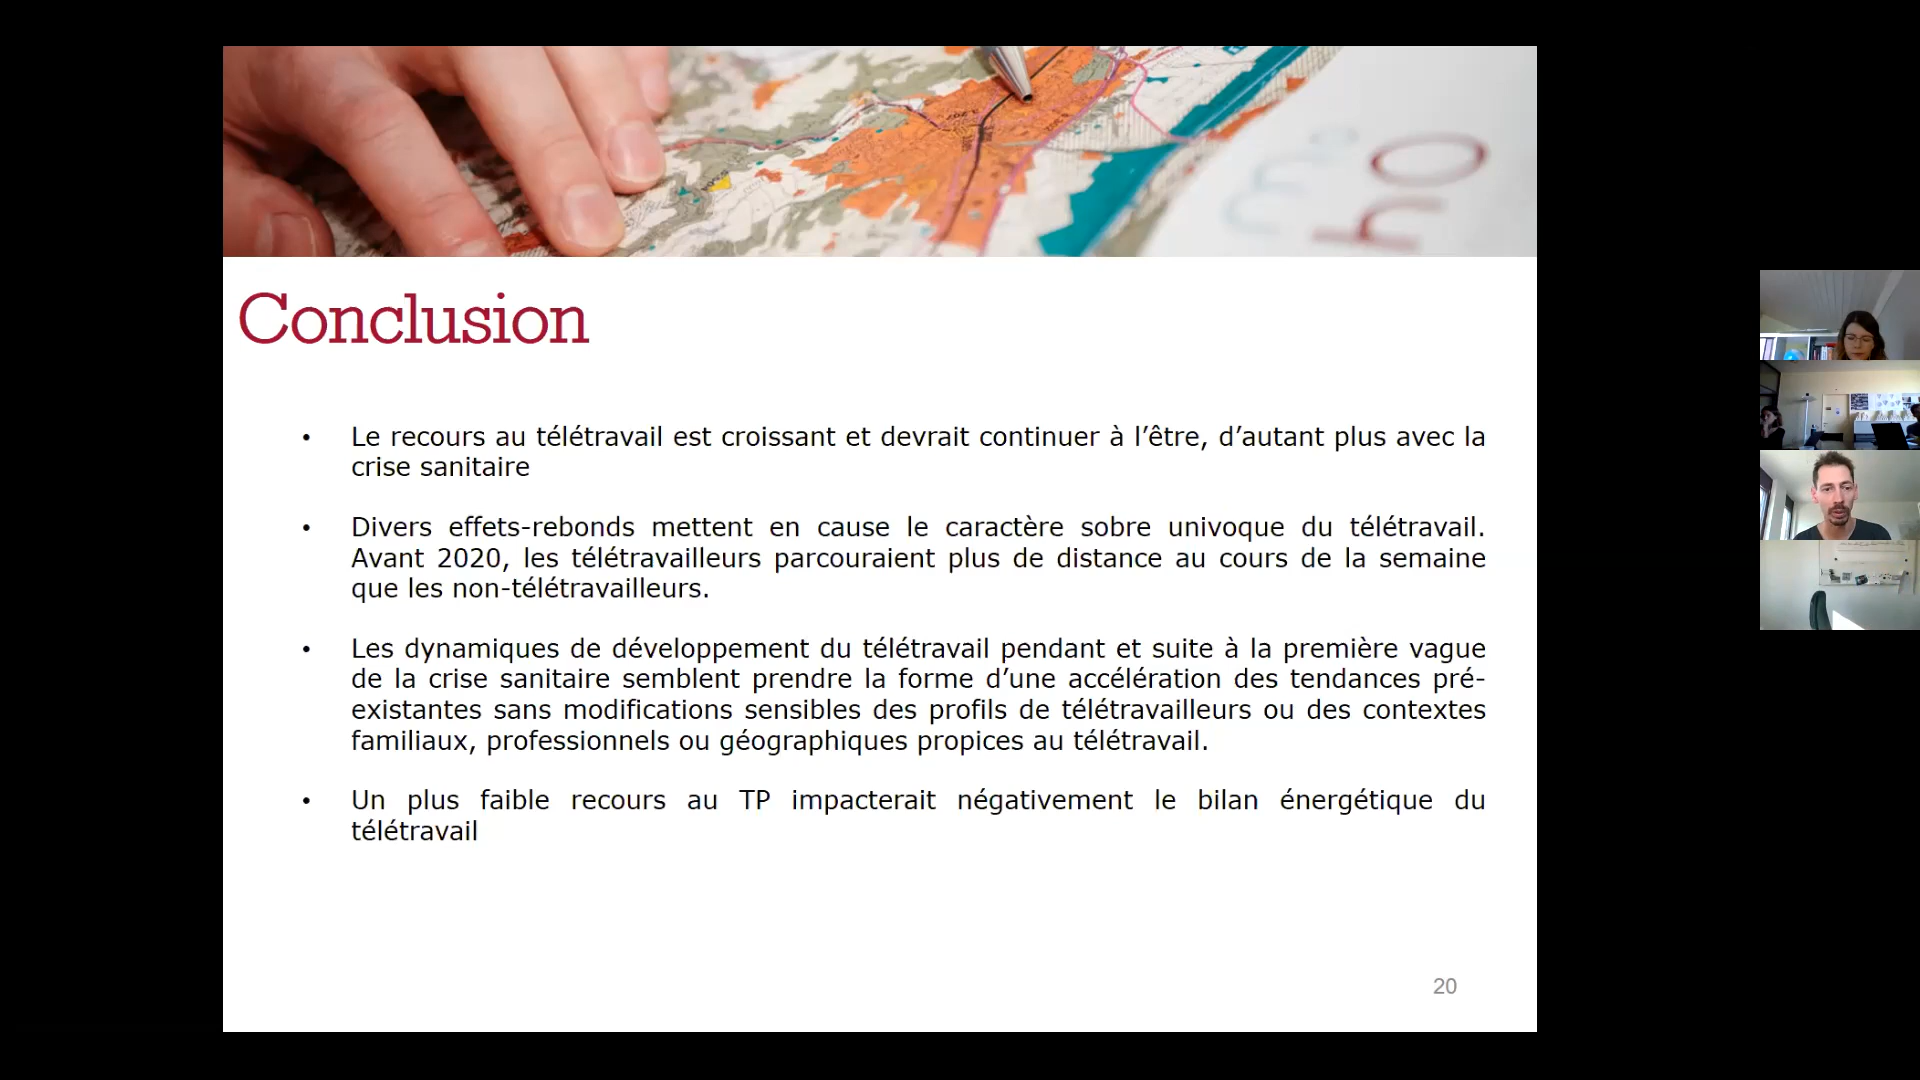 Conclusion
• Le recours au télétravail est croissant et devrait continuer à l’être, d’autant plus avec la
crise sanitaire
• Divers effets-rebonds mettent en cause le caractère sobre univoque du télétravail.
Avant 2020, les télétravailleurs parcouraient plus de distance au cours de la semaine
que les non-télétravailleurs.
• Les dynamiques de développement du télétravail pendant et suite à la première vague
de la crise sanitaire semblent prendre la forme d’une accélération des tendances pré-
existantes sans modifications sensibles des profils de télétravailleurs ou des contextes
familiaux, professionnels ou géographiques propices au télétravail.
• Un plus faible recours au TP impacterait négativement le bilan énergétique du
télétravail
20